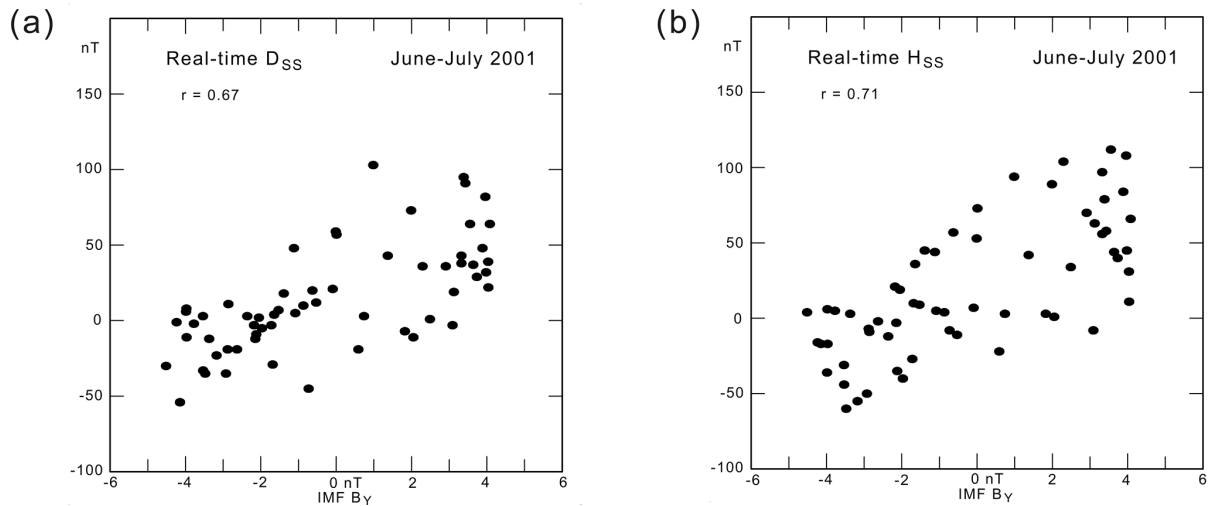 (a)
nT
Real-time DSS
June-July 2001
r = 0.67
150
100
50
0
-50
-100
-6
-4
-2
0 nT
2
4
6
IMF BY
(b)
nT
Real-time HSS
June-July 2001
r = 0.71
150
100
50
0
-50
-100
-6
-4
-2
0 nT
2
4
6
IMF BY